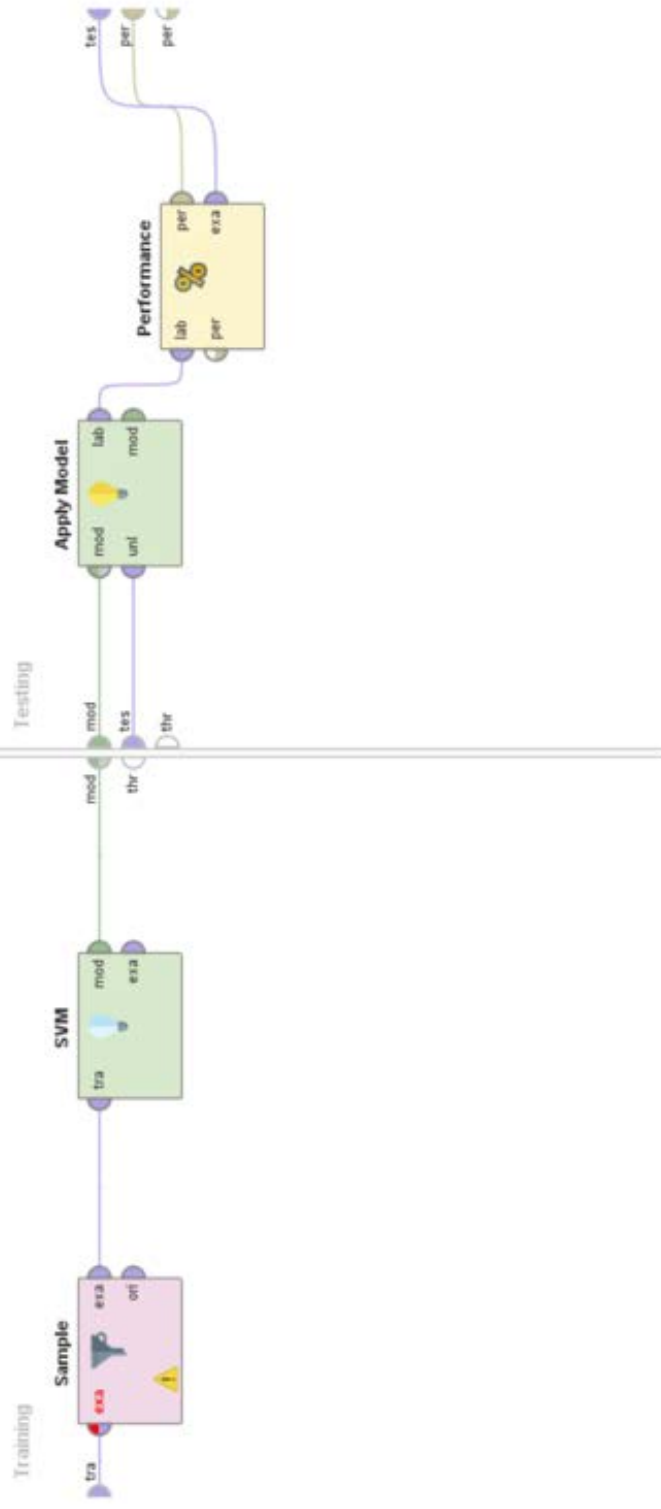 Training
tra
Sample
exa
exa
ori
!
SVM
tra
mod
exa
mod
thr
Testing
mod
tes
thr
Apply Model
mod
unl
lab
mod
Performance
lab
per
%
per
exa
tes
per
per